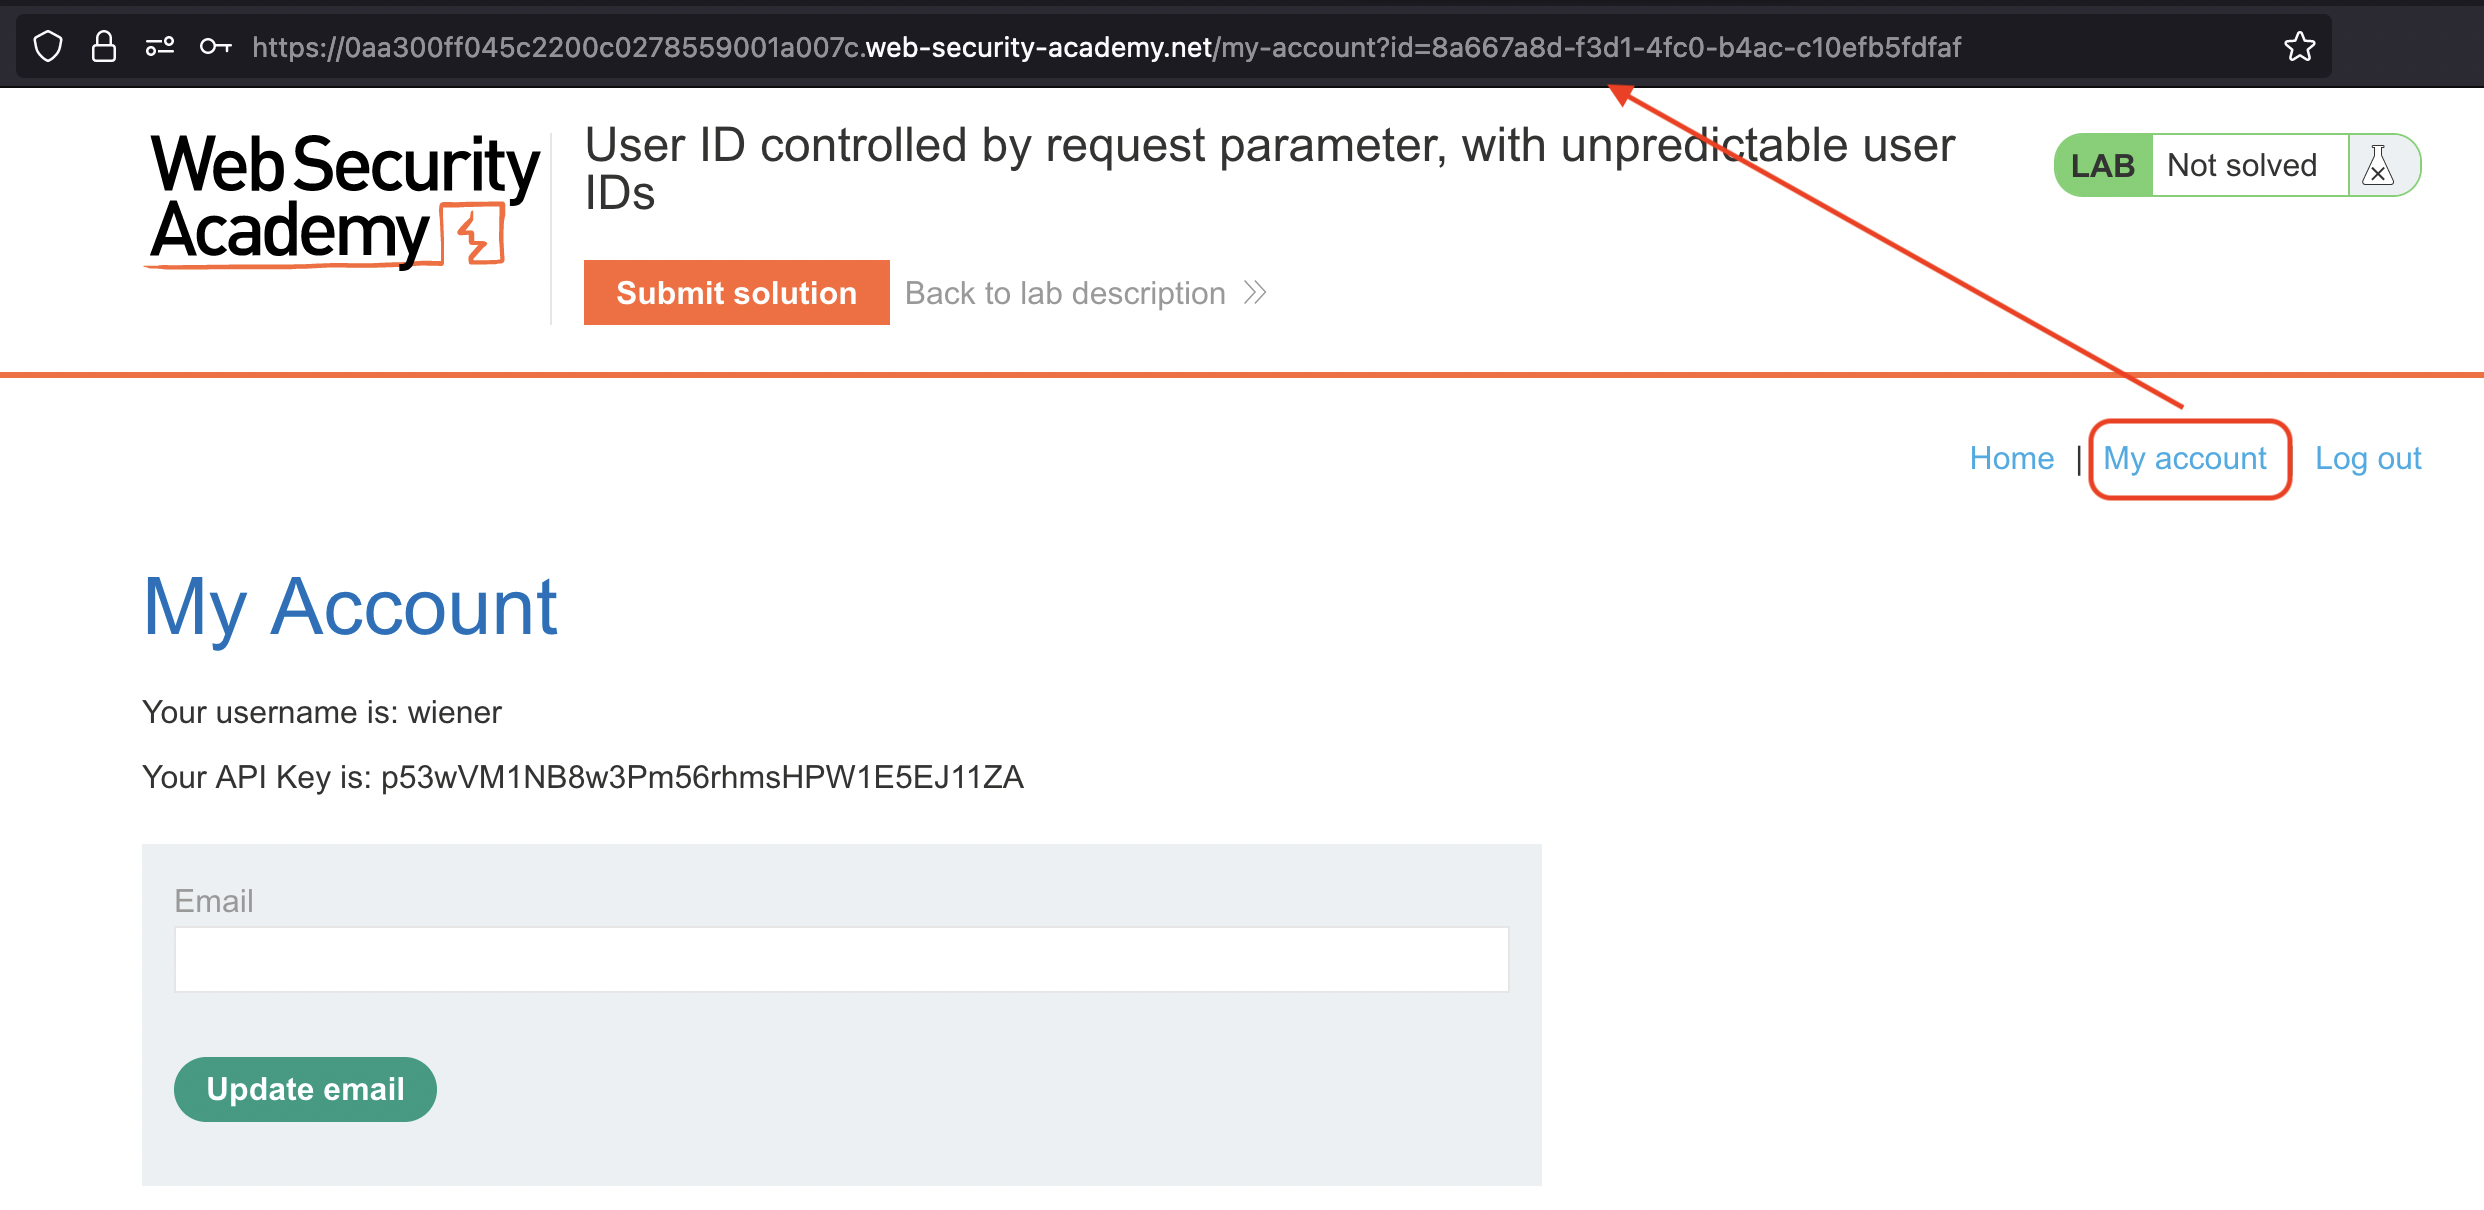 https://0aa300ff045c2200c0278559001a007c.web-security-academy.net/my-account?id=8a667a8d-f3d1-4fc0-b4ac-c10efb5fdfaf
Web Security
Academy
User ID controlled by request parameter, with unpredictable user
IDs
LAB Not solved
Submit solution Back to lab description
Home | My account Log out
My Account
Your username is: wiener
Your API Key is: p53wVM1NB8w3Pm56rhmsHPW1E5EJ11ZA
Email
Update email